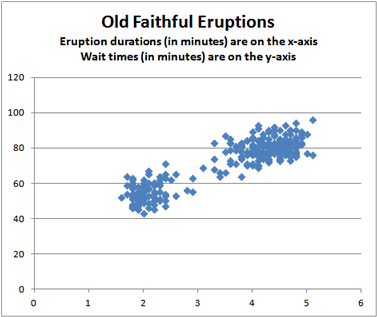 Old Faithful Eruptions
Eruption durations (in minutes) are on the x-axis
Wait times (in minutes) are on the y-axis
120
100
80
60
40
20
0
0 1 2 3 4 5 6